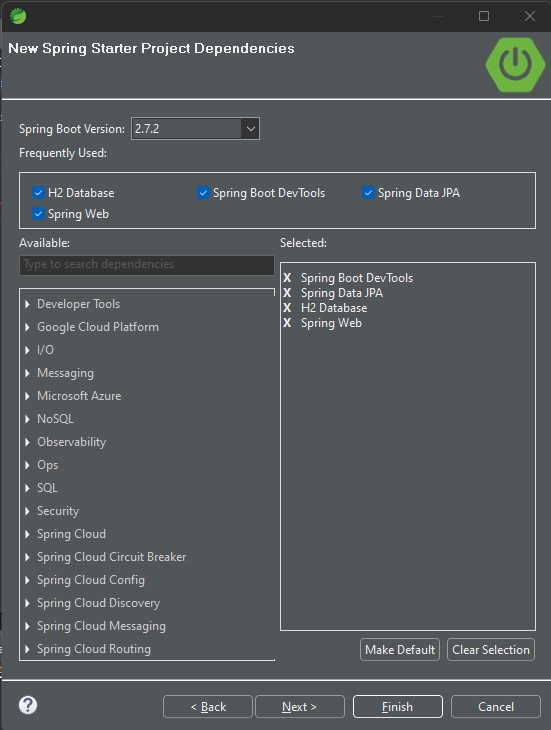 New Spring Starter Project Dependencies
Spring Boot Version: 2.7.2
Frequently Used:
H2 Database Spring Boot DevTools Spring Data JPA
Spring Web
Available:
Type to search dependencies
Developer Tools
Google Cloud Platform
I/O
Messaging
Microsoft Azure
NoSQL
Observability
Ops
SQL
Security
Spring Cloud
Spring Cloud Circuit Breaker
Spring Cloud Config
Spring Cloud Discovery
Spring Cloud Messaging
Spring Cloud Routing
Selected:
X Spring Boot DevTools
X Spring Data JPA
X H2 Database
X Spring Web
Make Default Clear Selection
? < Back Next > Finish Cancel